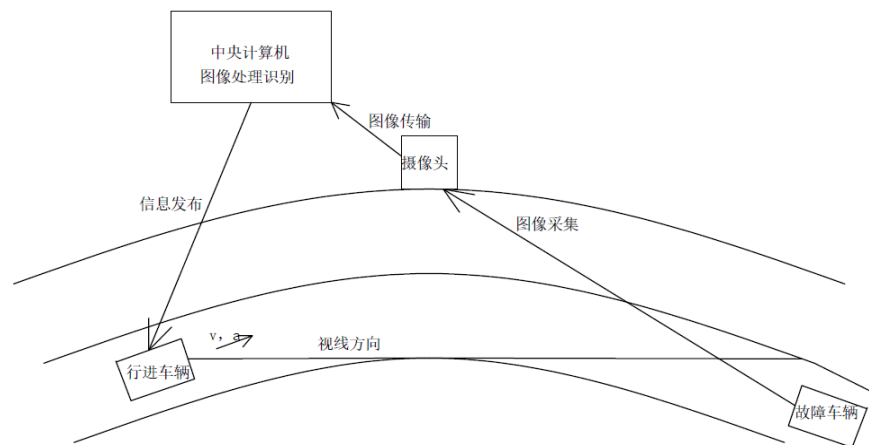 中央计算机
图像处理识别
图像传输
摄像头
信息发布
图像采集
v，a
视线方向
行进车辆
故障车辆